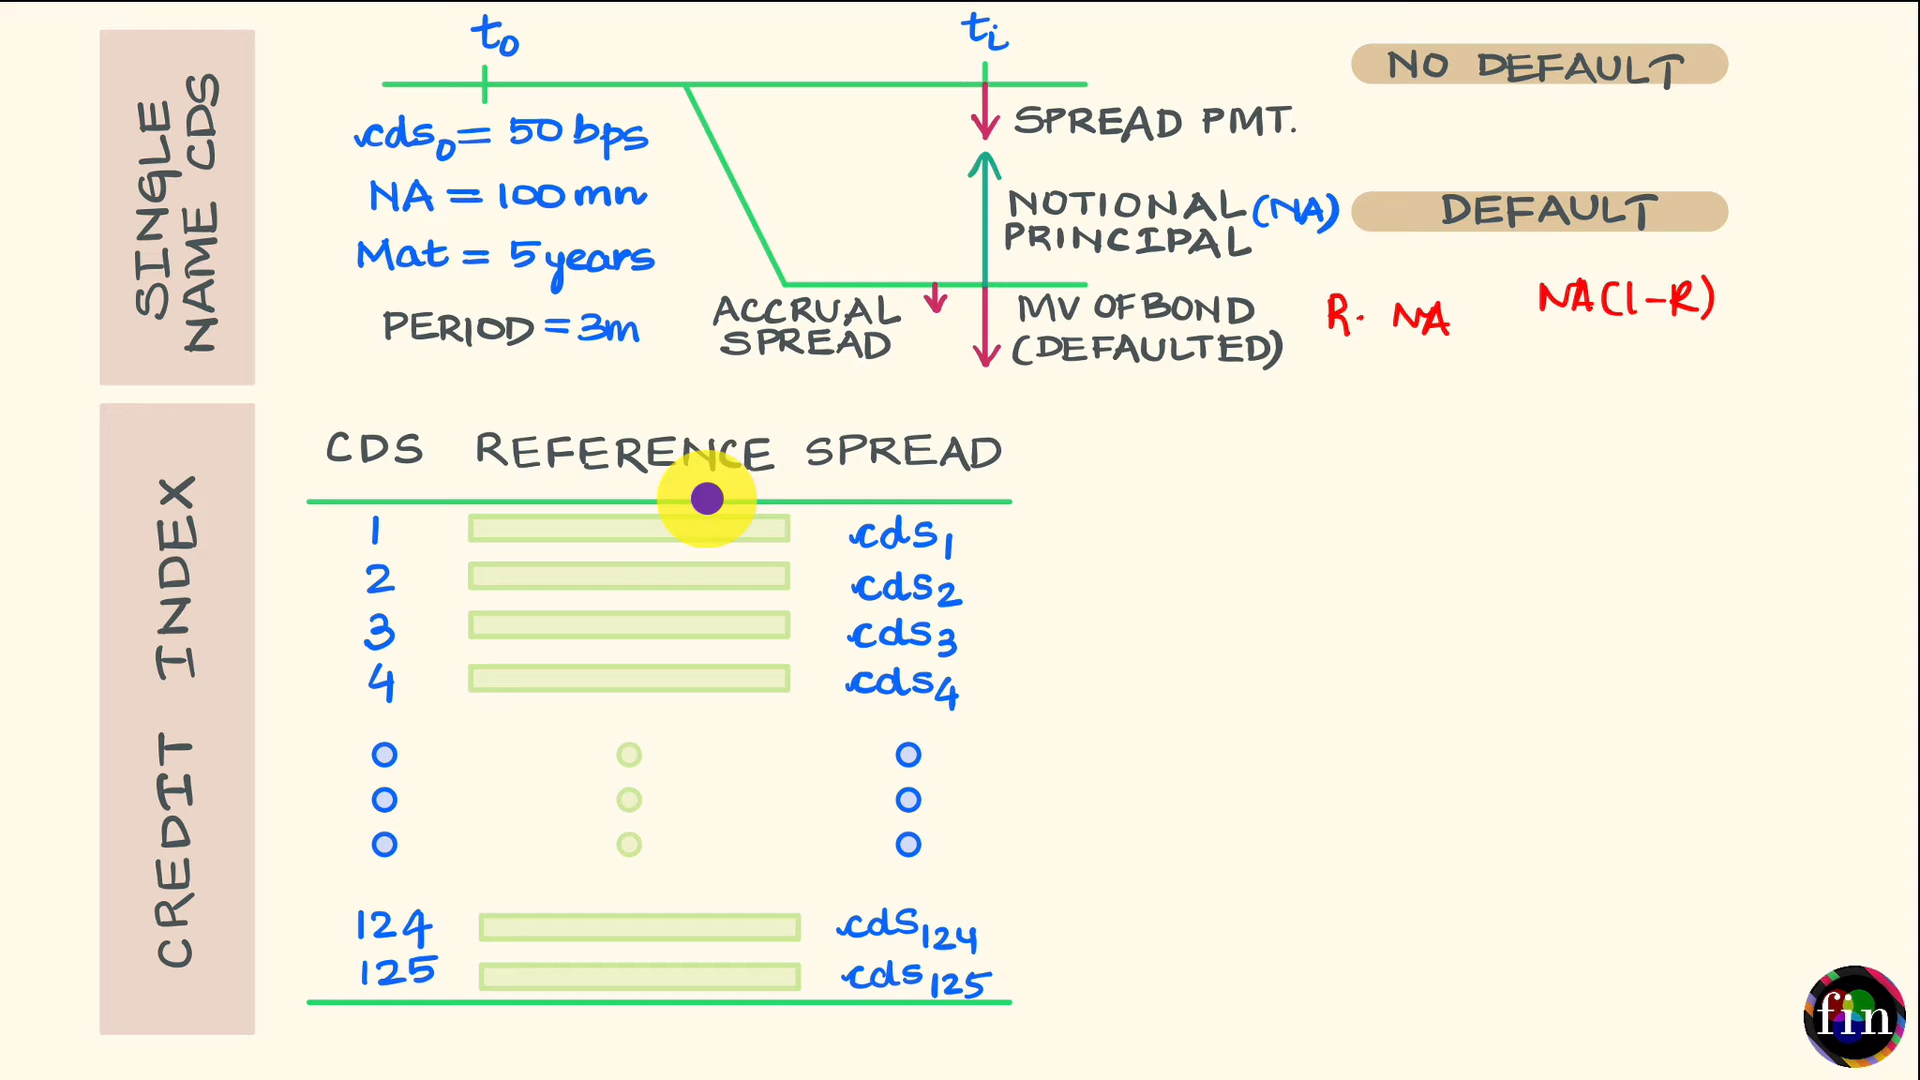 SINGLE
NAME CDS
t0
ti
NO DEFAULT
cds0 = 50 bps
SPREAD PMT.
NA = 100 mn
NOTIONAL (NA)
PRINCIPAL
DEFAULT
Mat = 5 years
PERIOD = 3m
ACCRUAL
SPREAD
MV OF BOND
(DEFAULTED)
R. NA
NA(1-R)
CREDIT INDEX
CDS REFERENCE SPREAD
1 cds1
2 cds2
3 cds3
4 cds4
124 cds124
125 cds125
fin